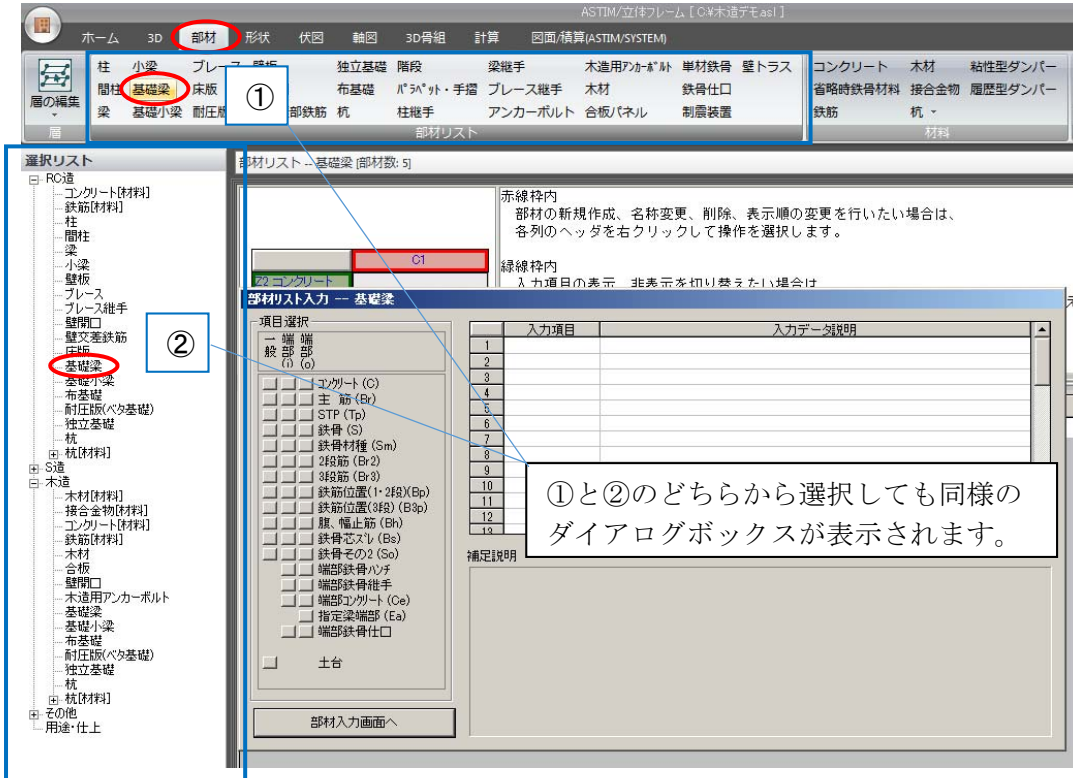 ASTIM/立体フレーム [ C:¥木造デモasl ]
ホーム 3D 部材 形状 伏図 軸図 3D骨組 計算 図面/積算(ASTIM/SYSTEM)
柱 小梁 ブレース 独立基礎 階段 梁継手 木造用アンカーボルト 単材鉄骨 壁トラス コンクリート 木材 粘性型ダンパー
間柱 基礎梁 床版 布基礎 パラペット・手摺 ブレース継手 木材 鉄骨仕口 省略時鉄骨材料 接合金物 履歴型ダンパー
梁 基礎小梁 耐圧版 部鉄筋 杭 柱継手 アンカーボルト 合板パネル 制震装置 鉄筋 杭
層の編集
層 部材リスト 材料
①
選択リスト
RC造
コンクリート[材料]
鉄筋[材料]
柱
間柱
梁
小梁
壁板
ブレース
ブレース継手
壁開口
壁交差鉄筋
床版
基礎梁
基礎小梁
布基礎
耐圧版(ベタ基礎)
独立基礎
杭
杭[材料]
S造
木造
木材[材料]
接合金物[材料]
コンクリート[材料]
鉄筋[材料]
木材
合板
壁開口
木造用アンカーボルト
基礎梁
基礎小梁
布基礎
耐圧版(ベタ基礎)
独立基礎
杭
杭[材料]
その他
用途・仕上
②
部材リスト -- 基礎梁 [部材数: 5]
赤線枠内
部材の新規作成、名称変更、削除、表示順の変更を行いたい場合は、
各列のヘッダを右クリックして操作を選択します。
緑線枠内
入力項目の表示、非表示を切り替えたい場合は
C1
Z2 コンクリート
部材リスト入力 -- 基礎梁
項目選択
一般 端部(i) 端部(o)
コンクリート(C)
主 筋(Br)
STP(Tp)
鉄骨(S)
鉄骨材種(Sm)
2段筋(Br2)
3段筋(Br3)
鉄筋位置(1・2段)(Bp)
鉄筋位置(3段)(B3p)
腹、幅止筋(Bh)
鉄骨芯ズレ(Bs)
鉄骨その2(So)
端部鉄骨ハンチ
端部鉄骨継手
端部コンクリート(Ce)
指定梁端部(Ea)
端部鉄骨仕口
土台
部材入力画面へ
入力項目 入力データ説明
1
2
3
4
5
6
7
8
9
10
11
12
13
補足説明
①と②のどちらから選択しても同様の
ダイアログボックスが表示されます。